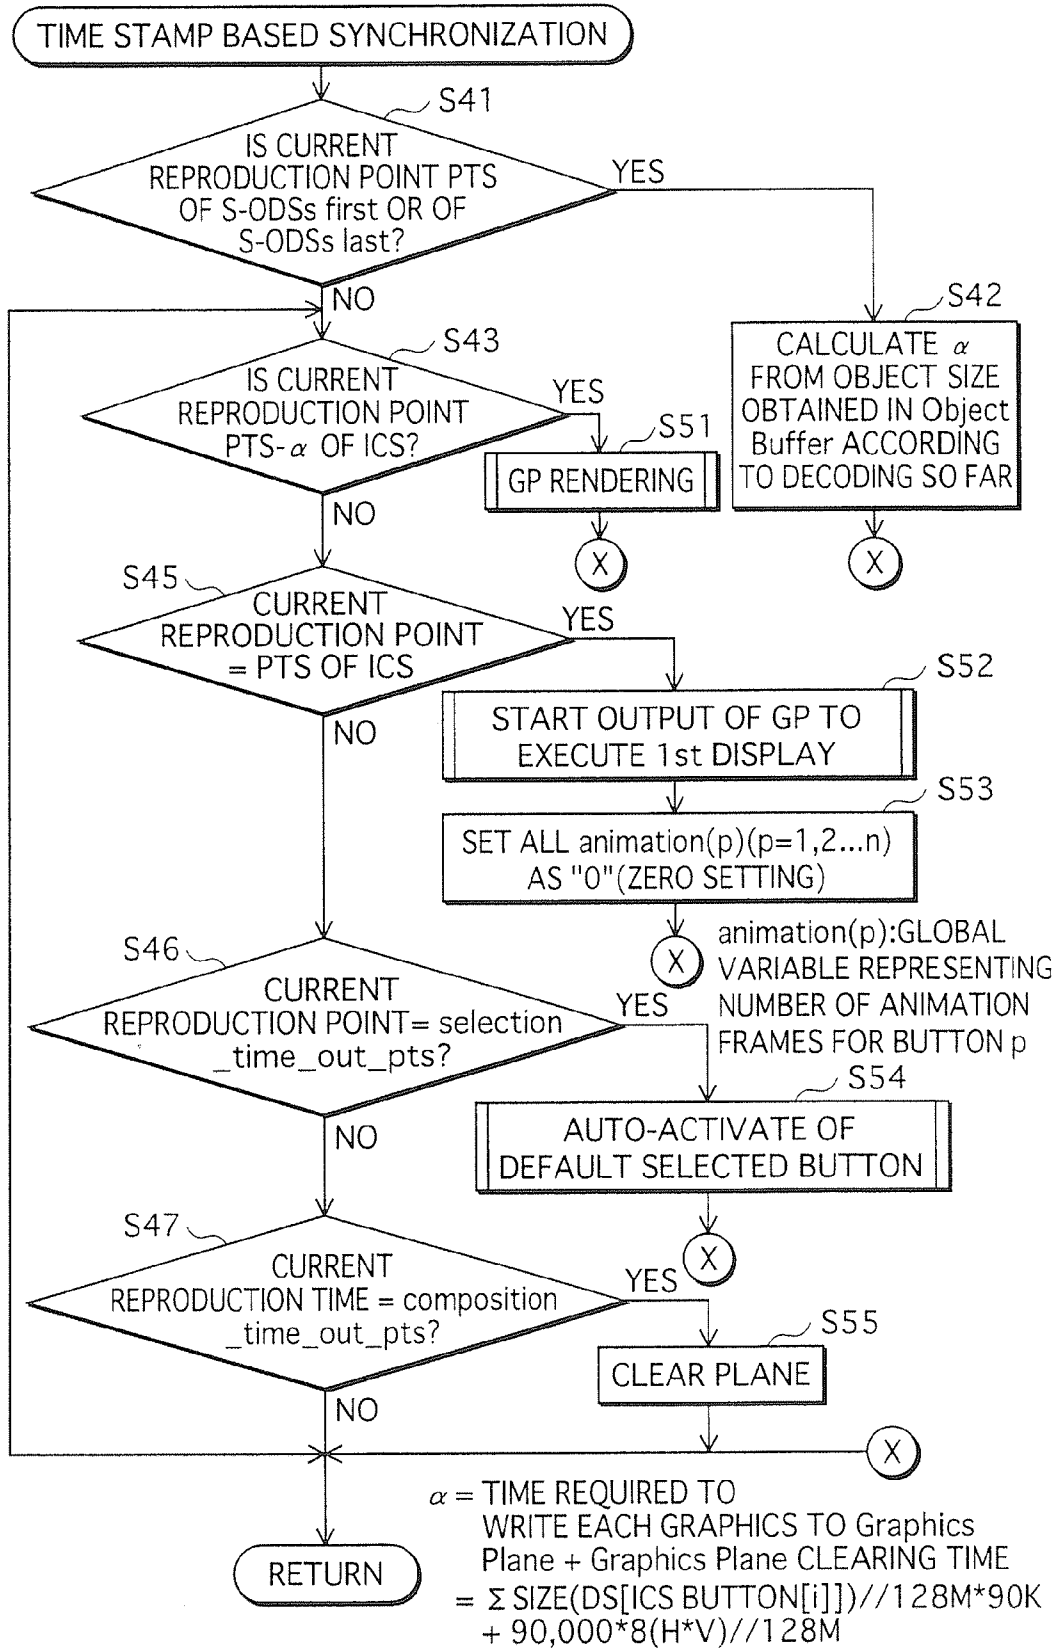 TIME STAMP BASED SYNCHRONIZATION
S41
IS CURRENT
REPRODUCTION POINT PTS
OF S-ODSs first OR OF
S-ODSs last?
YES
NO
S42
CALCULATE α
FROM OBJECT SIZE
OBTAINED IN Object
Buffer ACCORDING
TO DECODING SO FAR
X
S43
IS CURRENT
REPRODUCTION POINT
PTS-α OF ICS?
YES
NO
S51
GP RENDERING
X
S45
CURRENT
REPRODUCTION POINT
= PTS OF ICS
YES
NO
S52
START OUTPUT OF GP TO
EXECUTE 1st DISPLAY
S53
SET ALL animation(p)(p=1,2...n)
AS "0"(ZERO SETTING)
X
animation(p):GLOBAL
VARIABLE REPRESENTING
NUMBER OF ANIMATION
FRAMES FOR BUTTON p
S46
CURRENT
REPRODUCTION POINT= selection
_time_out_pts?
YES
NO
S54
AUTO-ACTIVATE OF
DEFAULT SELECTED BUTTON
X
S47
CURRENT
REPRODUCTION TIME = composition
_time_out_pts?
YES
NO
S55
CLEAR PLANE
X
RETURN
α = TIME REQUIRED TO
WRITE EACH GRAPHICS TO Graphics
Plane + Graphics Plane CLEARING TIME
= Σ SIZE(DS[ICS BUTTON[i]])//128M*90K
+ 90,000*8(H*V)//128M